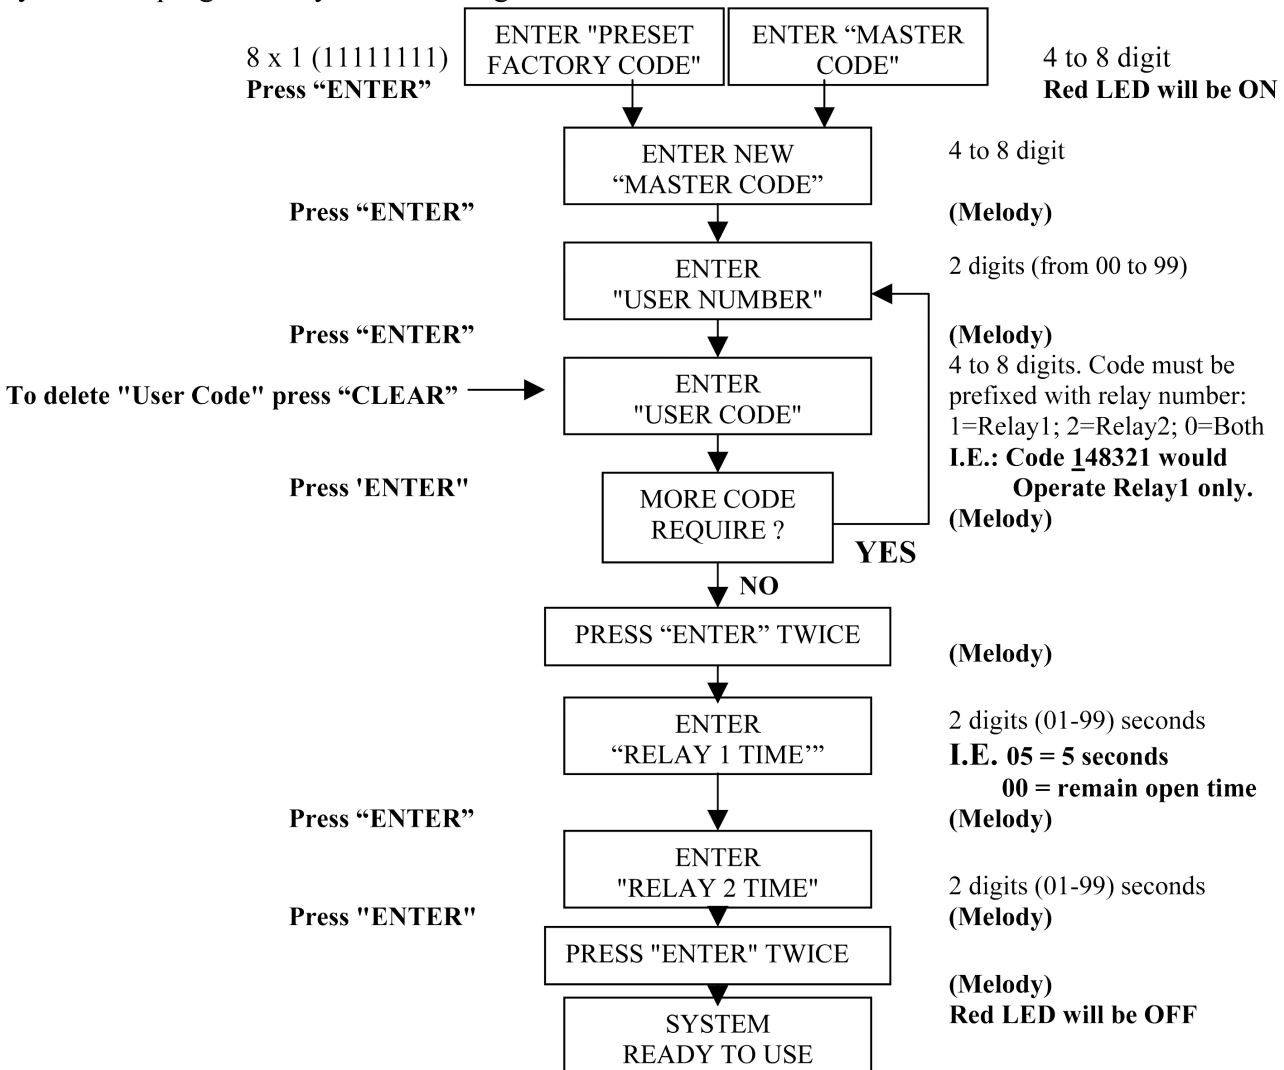 8 x 1 (11111111)
Press “ENTER”
ENTER "PRESET
FACTORY CODE"
ENTER “MASTER
CODE"
4 to 8 digit
Red LED will be ON
ENTER NEW
“MASTER CODE”
4 to 8 digit
Press “ENTER”
(Melody)
ENTER
"USER NUMBER"
2 digits (from 00 to 99)
Press “ENTER”
(Melody)
4 to 8 digits. Code must be
prefixed with relay number:
1=Relay1; 2=Relay2; 0=Both
I.E.: Code 148321 would
Operate Relay1 only.
(Melody)
To delete "User Code" press “CLEAR”
ENTER
"USER CODE"
Press 'ENTER"
MORE CODE
REQUIRE ?
YES
NO
PRESS “ENTER” TWICE
(Melody)
ENTER
“RELAY 1 TIME’”
2 digits (01-99) seconds
I.E. 05 = 5 seconds
00 = remain open time
Press “ENTER”
(Melody)
ENTER
"RELAY 2 TIME"
2 digits (01-99) seconds
Press "ENTER"
(Melody)
PRESS "ENTER" TWICE
(Melody)
Red LED will be OFF
SYSTEM
READY TO USE